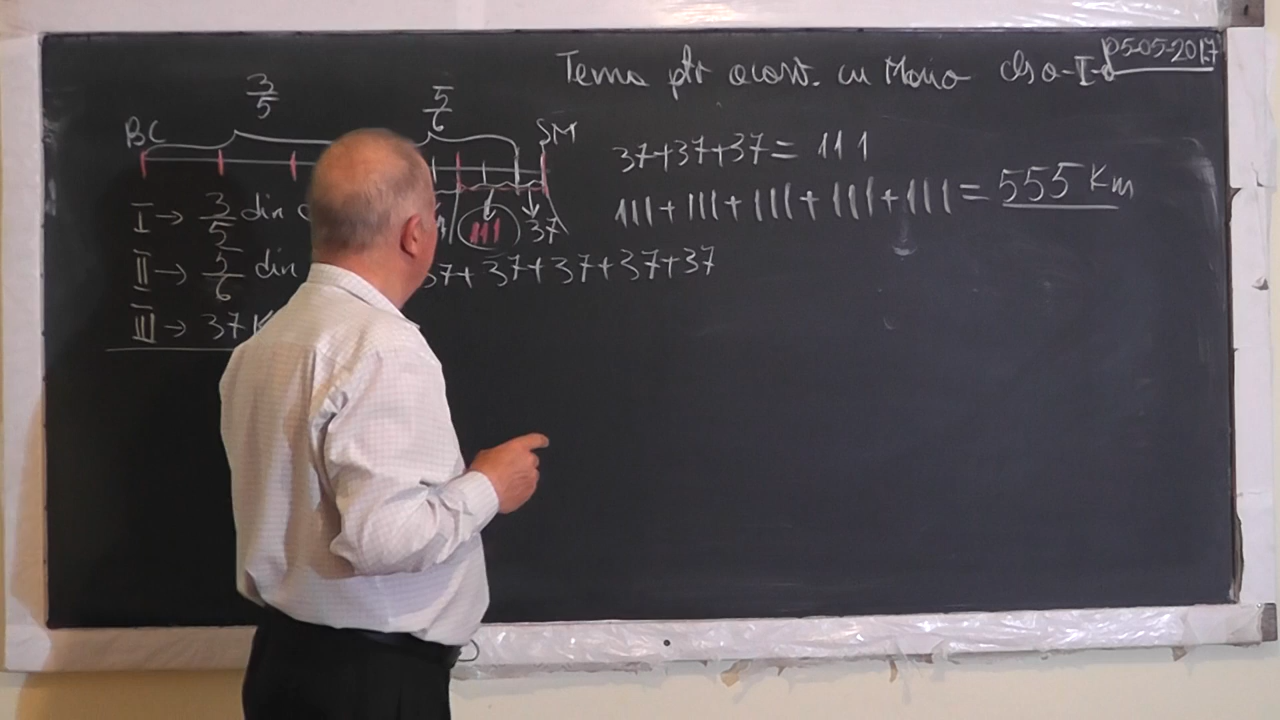 05-05-2017
Tema ptr acas. cu Maria cls a-I-a
3/5
5/6
BC
SM
37+37+37= 111
111+111+111+111+111= 555 Km
I→ 3/5 din
111
37
II→ 5/6 din
37+37+37+37+37
III→ 37 K